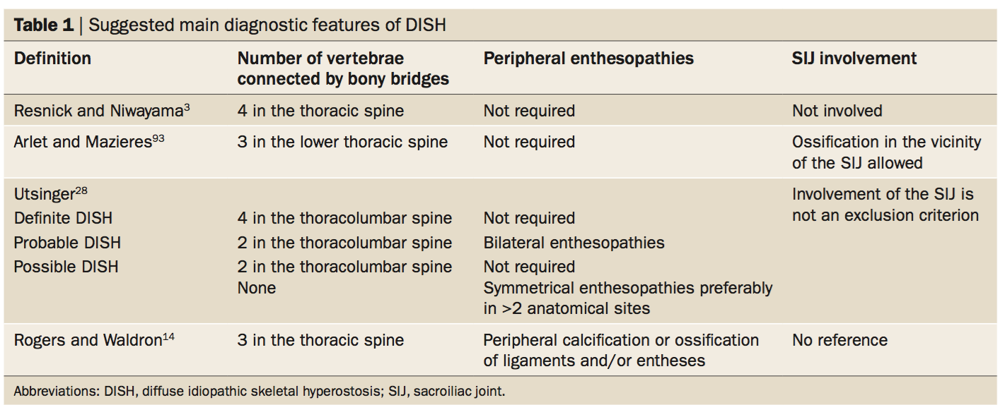 Table 1 | Suggested main diagnostic features of DISH
Definition Number of vertebrae connected by bony bridges Peripheral enthesopathies SIJ involvement
Resnick and Niwayama3 4 in the thoracic spine Not required Not involved
Arlet and Mazieres93 3 in the lower thoracic spine Not required Ossification in the vicinity of the SIJ allowed
Utsinger28 Involvement of the SIJ is not an exclusion criterion
Definite DISH 4 in the thoracolumbar spine Not required
Probable DISH 2 in the thoracolumbar spine Bilateral enthesopathies
Possible DISH 2 in the thoracolumbar spine Not required
None Symmetrical enthesopathies preferably in >2 anatomical sites
Rogers and Waldron14 3 in the thoracic spine Peripheral calcification or ossification of ligaments and/or entheses No reference
Abbreviations: DISH, diffuse idiopathic skeletal hyperostosis; SIJ, sacroiliac joint.